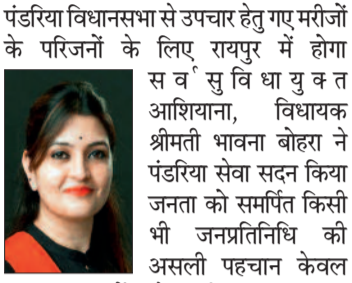 पंडरिया विधानसभा से उपचार हेतु गए मरीजों
के परिजनों के लिए रायपुर में होगा
सर्व सुविधायुक्त
आशियाना, विधायक
श्रीमती भावना बोहरा ने
पंडरिया सेवा सदन किया
जनता को समर्पित किसी
भी जनप्रतिनिधि की
असली पहचान केवल